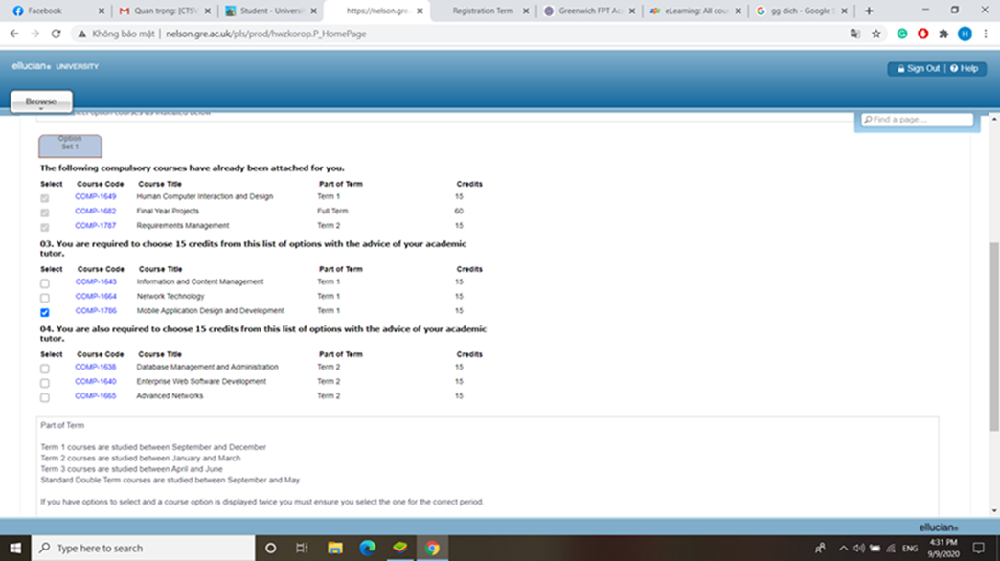 Facebook
Quan trọng: [CTSV
Student - Universi
https://nelson.gre.
Registration Term
Greenwich FPT Ac
eLearning: All cou
gg dich - Google
Không bảo mật | nelson.gre.ac.uk/pls/prod/hwzkorop.P_HomePage
ellucian UNIVERSITY
Sign Out | Help
Browse
option courses as indicated below
Find a page...
Option
Set 1
The following compulsory courses have already been attached for you.
Select Course Code Course Title Part of Term Credits
COMP-1649 Human Computer Interaction and Design Term 1 15
COMP-1682 Final Year Projects Full Term 60
COMP-1787 Requirements Management Term 2 15
03. You are required to choose 15 credits from this list of options with the advice of your academic
tutor.
Select Course Code Course Title Part of Term Credits
COMP-1643 Information and Content Management Term 1 15
COMP-1664 Network Technology Term 1 15
COMP-1786 Mobile Application Design and Development Term 1 15
04. You are also required to choose 15 credits from this list of options with the advice of your academic
tutor.
Select Course Code Course Title Part of Term Credits
COMP-1638 Database Management and Administration Term 2 15
COMP-1640 Enterprise Web Software Development Term 2 15
COMP-1665 Advanced Networks Term 2 15
Part of Term
Term 1 courses are studied between September and December
Term 2 courses are studied between January and March
Term 3 courses are studied between April and June
Standard Double Term courses are studied between September and May
If you have options to select and a course option is displayed twice you must ensure you select the one for the correct period.
ellucian
Type here to search
ENG
4:31 PM
9/9/2020